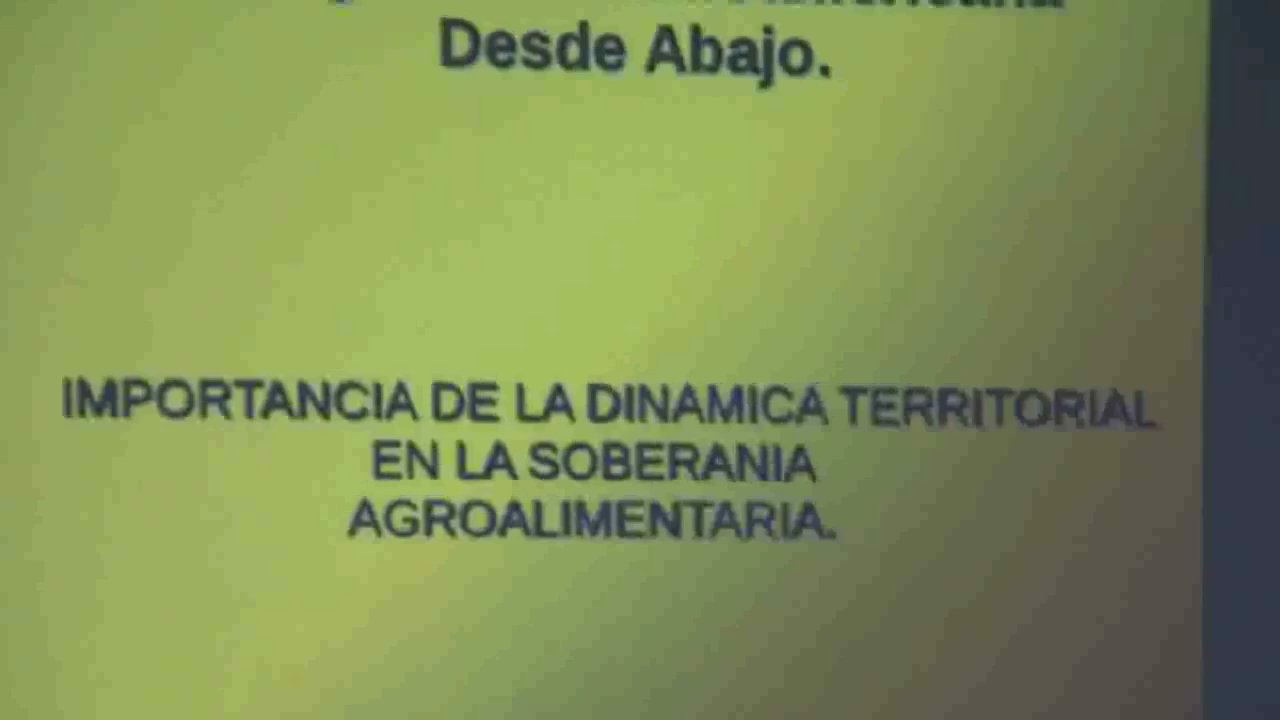 Desde Abajo.
IMPORTANCIA DE LA DINAMICA TERRITORIAL
EN LA SOBERANIA
AGROALIMENTARIA.